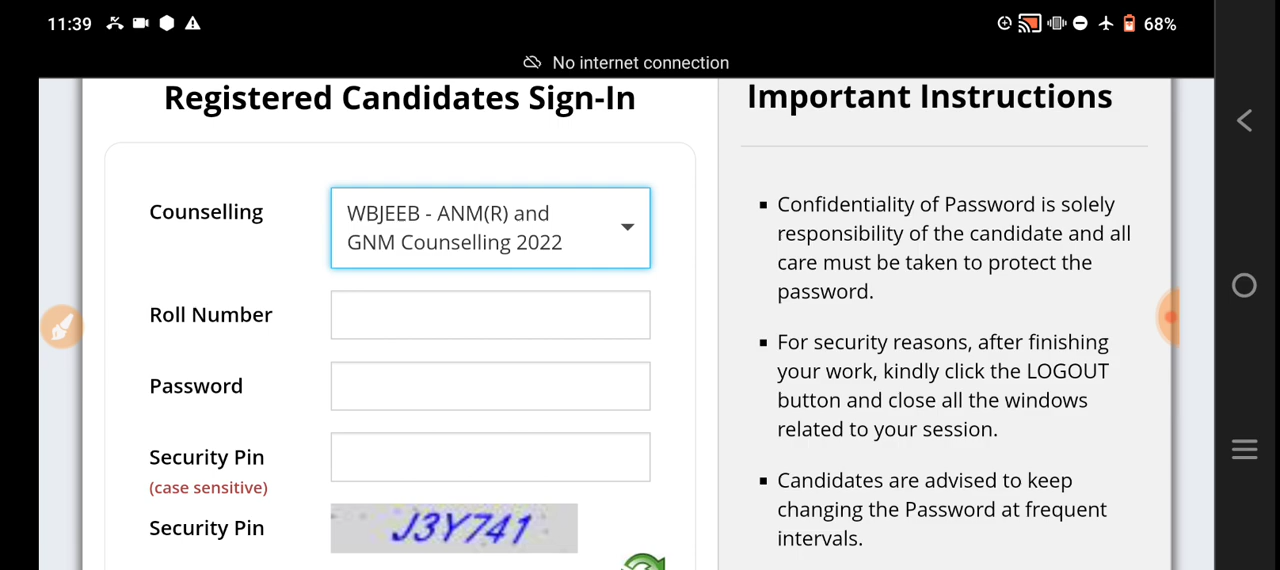 11:39
68%
No internet connection
Registered Candidates Sign-In
Counselling
WBJEEB - ANM(R) and
GNM Counselling 2022
Roll Number
Password
Security Pin
(case sensitive)
Security Pin
J3Y741
Important Instructions
▪ Confidentiality of Password is solely
responsibility of the candidate and all
care must be taken to protect the
password.
▪ For security reasons, after finishing
your work, kindly click the LOGOUT
button and close all the windows
related to your session.
▪ Candidates are advised to keep
changing the Password at frequent
intervals.